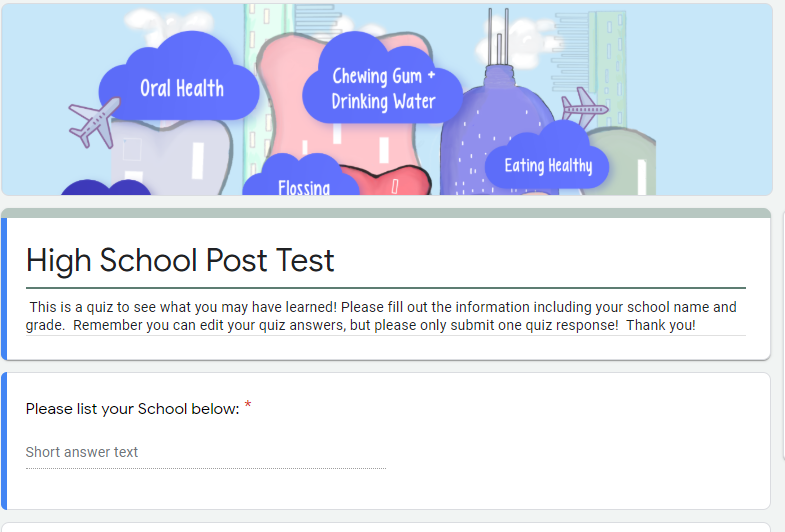 Oral Health
Chewing Gum +
Drinking Water
Eating Healthy
Flossing
High School Post Test
This is a quiz to see what you may have learned! Please fill out the information including your school name and
grade.  Remember you can edit your quiz answers, but please only submit one quiz response!  Thank you!
Please list your School below: *
Short answer text